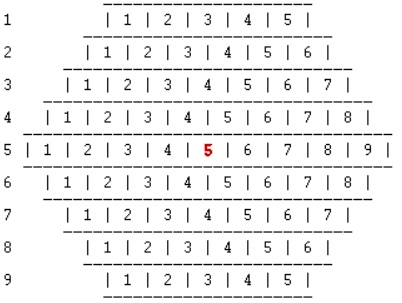 1 | 1 | 2 | 3 | 4 | 5 |
2 | 1 | 2 | 3 | 4 | 5 | 6 |
3 | 1 | 2 | 3 | 4 | 5 | 6 | 7 |
4 | 1 | 2 | 3 | 4 | 5 | 6 | 7 | 8 |
5 | 1 | 2 | 3 | 4 | 5 | 6 | 7 | 8 | 9 |
6 | 1 | 2 | 3 | 4 | 5 | 6 | 7 | 8 |
7 | 1 | 2 | 3 | 4 | 5 | 6 | 7 |
8 | 1 | 2 | 3 | 4 | 5 | 6 |
9 | 1 | 2 | 3 | 4 | 5 |